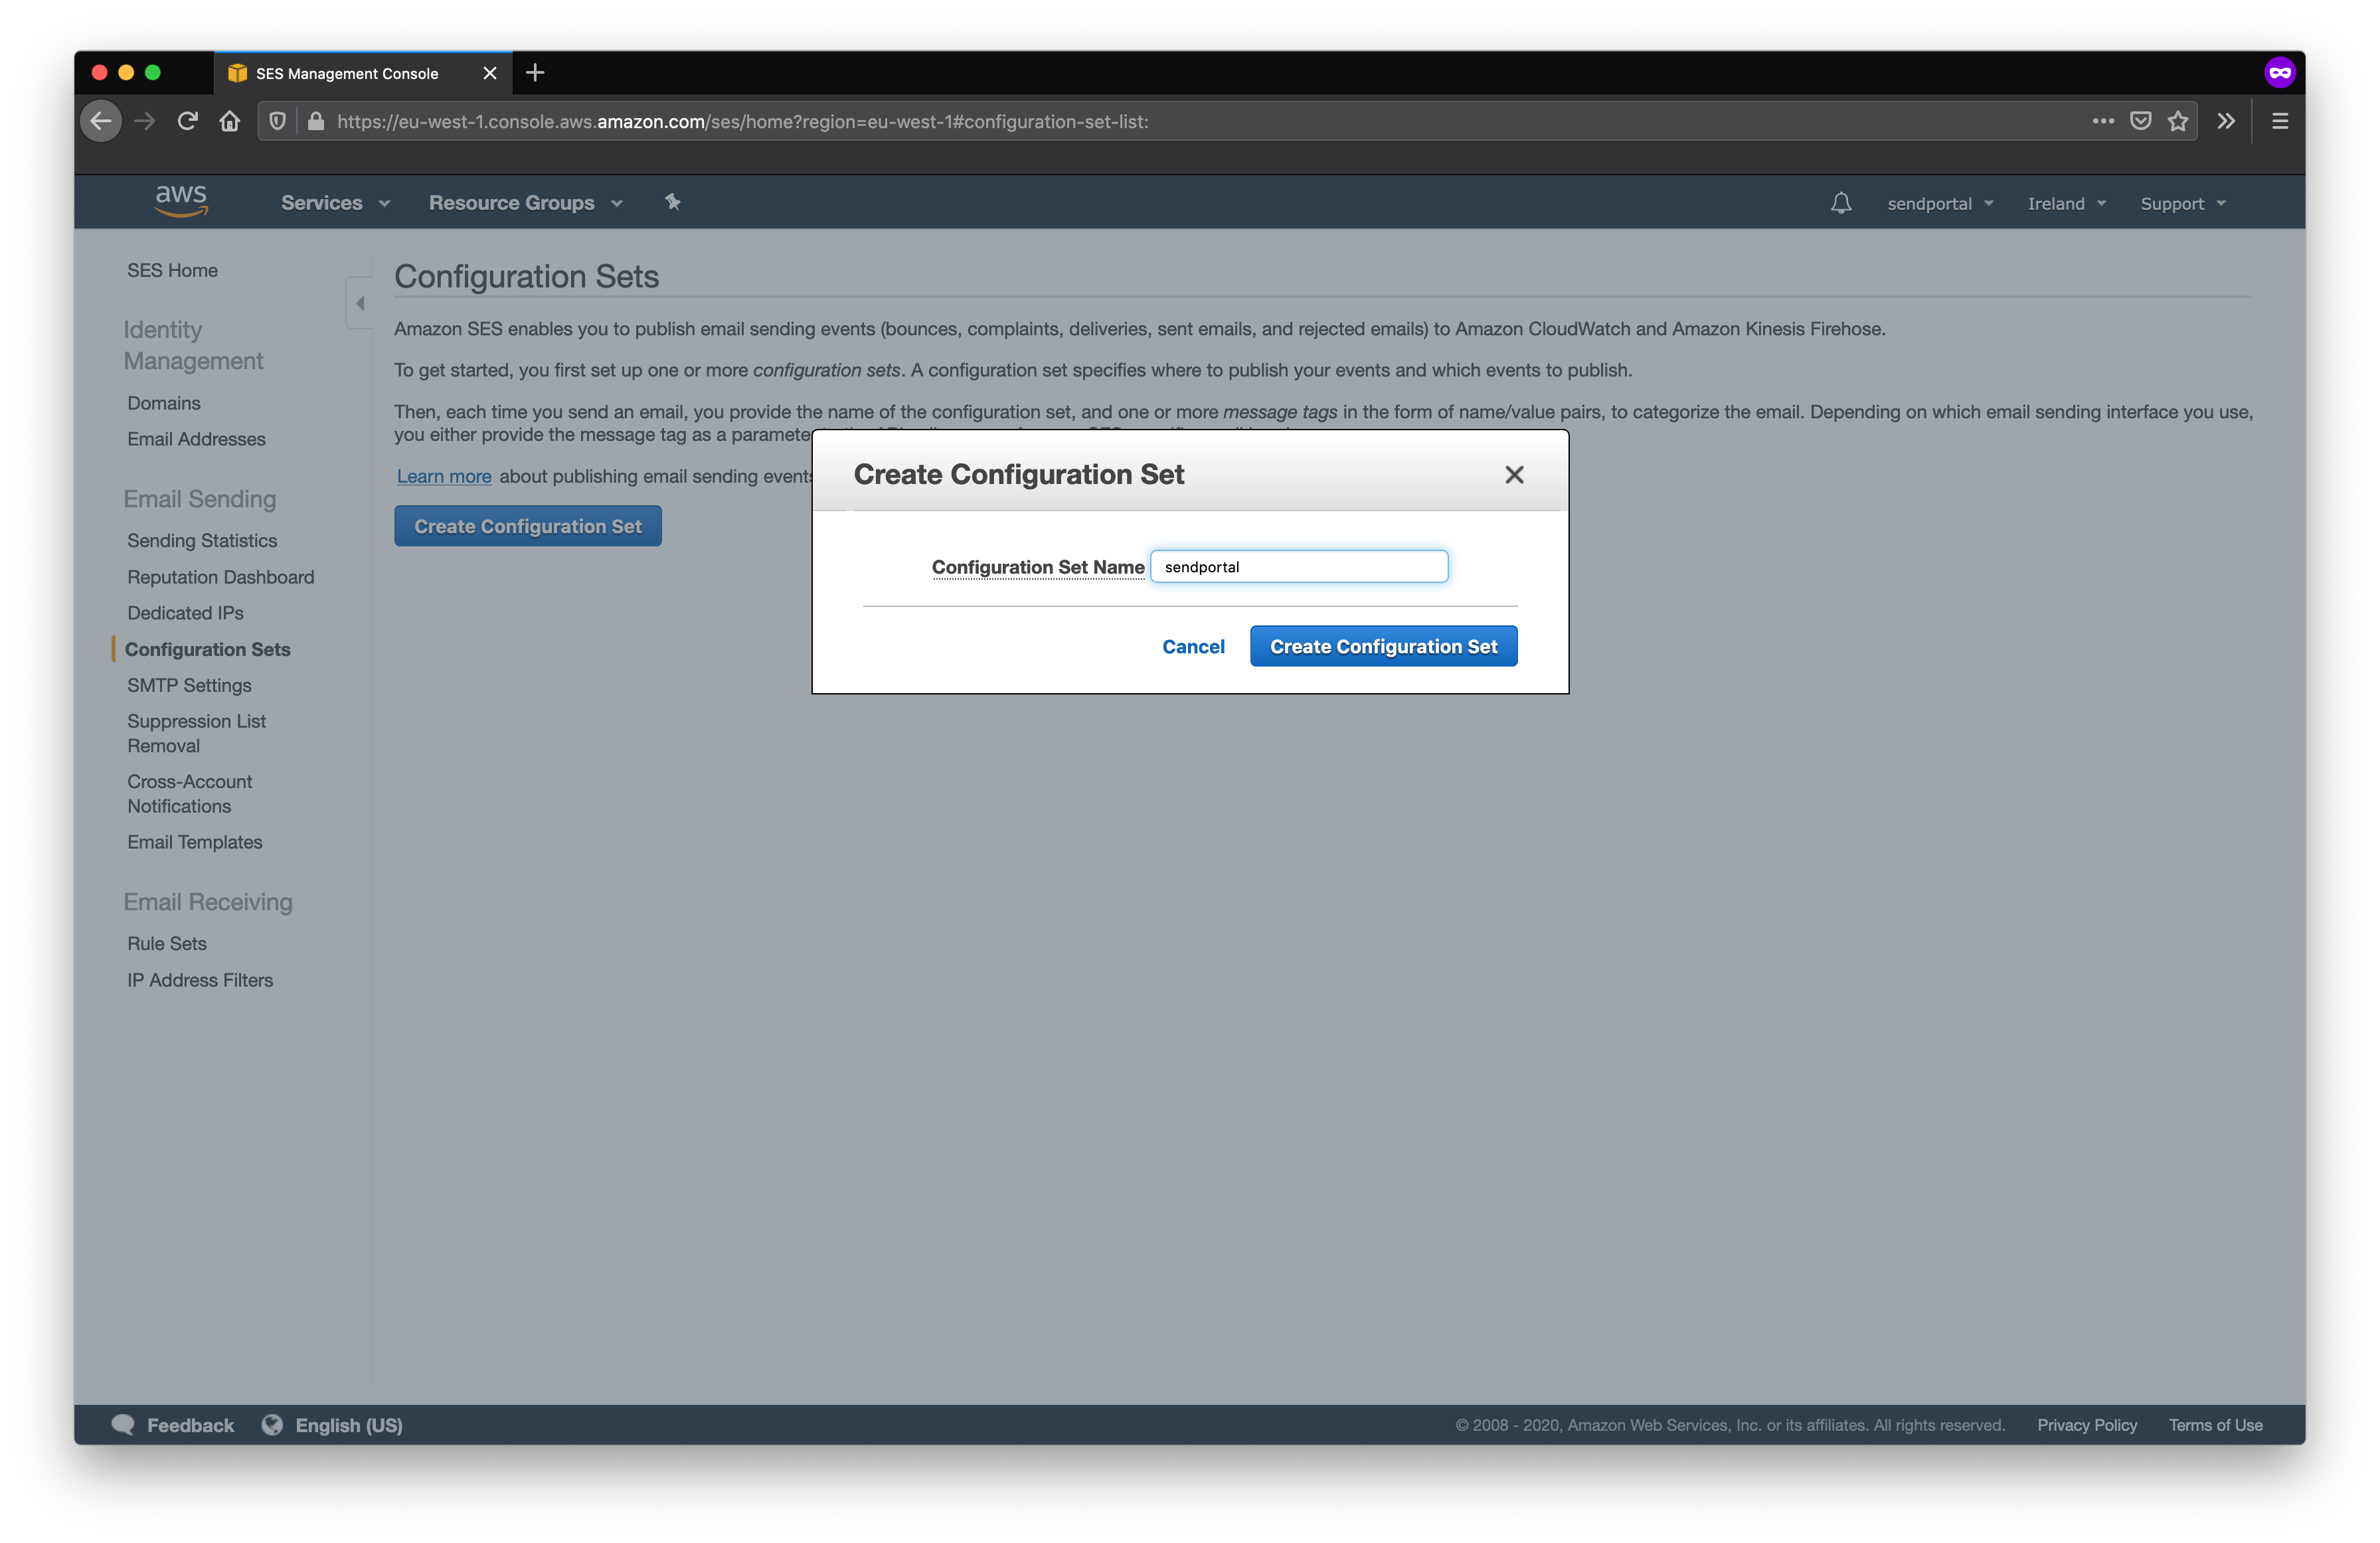 SES Management Console
https://eu-west-1.console.aws.amazon.com/ses/home?region=eu-west-1#configuration-set-list:
aws
Services
Resource Groups
sendportal
Ireland
Support
SES Home
Identity
Management
Domains
Email Addresses
Email Sending
Sending Statistics
Reputation Dashboard
Dedicated IPs
Configuration Sets
SMTP Settings
Suppression List
Removal
Cross-Account
Notifications
Email Templates
Email Receiving
Rule Sets
IP Address Filters
Configuration Sets
Amazon SES enables you to publish email sending events (bounces, complaints, deliveries, sent emails, and rejected emails) to Amazon CloudWatch and Amazon Kinesis Firehose.
To get started, you first set up one or more configuration sets. A configuration set specifies where to publish your events and which events to publish.
Then, each time you send an email, you provide the name of the configuration set, and one or more message tags in the form of name/value pairs, to categorize the email. Depending on which email sending interface you use,
you either provide the message tag as a
Learn more about publishing email sending
Create Configuration Set
Create Configuration Set
Configuration Set Name
sendportal
Cancel
Create Configuration Set
Feedback
English (US)
© 2008 - 2020, Amazon Web Services, Inc. or its affiliates. All rights reserved.
Privacy Policy
Terms of Use